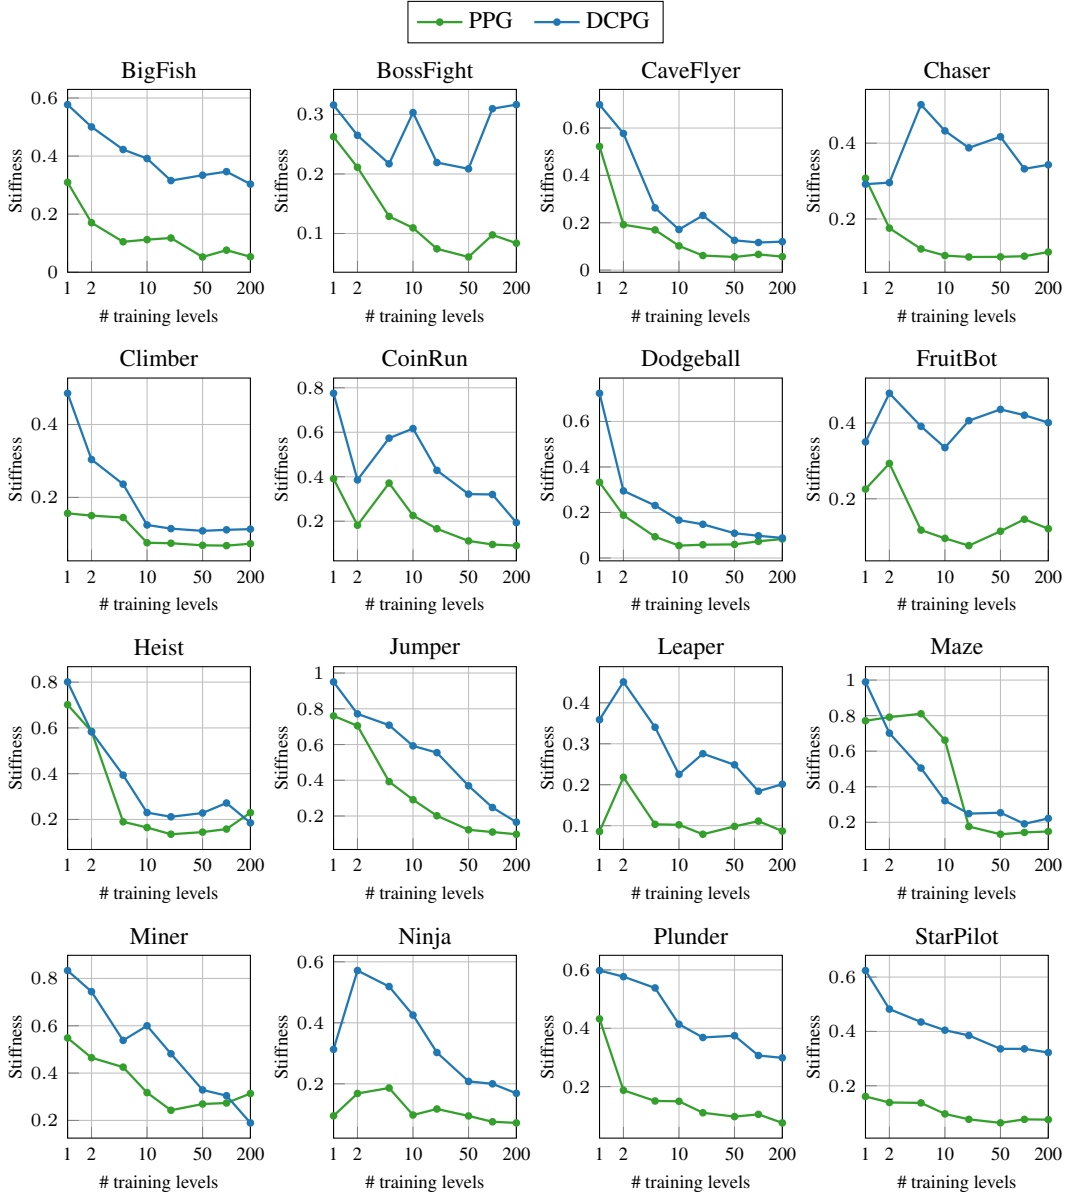 PPG DCPG
BigFish BossFight CaveFlyer Chaser
0.6
0.4
0.2
0
Stiffness
1 2 10 50 200
# training levels
0.3
0.2
0.1
Stiffness
1 2 10 50 200
# training levels
0.6
0.4
0.2
0
Stiffness
1 2 10 50 200
# training levels
0.4
0.2
Stiffness
1 2 10 50 200
# training levels
Climber CoinRun Dodgeball FruitBot
0.4
0.2
Stiffness
1 2 10 50 200
# training levels
0.8
0.6
0.4
0.2
Stiffness
1 2 10 50 200
# training levels
0.6
0.4
0.2
0
Stiffness
1 2 10 50 200
# training levels
0.4
0.2
Stiffness
1 2 10 50 200
# training levels
Heist Jumper Leaper Maze
0.8
0.6
0.4
0.2
Stiffness
1 2 10 50 200
# training levels
1
0.8
0.6
0.4
0.2
Stiffness
1 2 10 50 200
# training levels
0.4
0.3
0.2
0.1
Stiffness
1 2 10 50 200
# training levels
1
0.8
0.6
0.4
0.2
Stiffness
1 2 10 50 200
# training levels
Miner Ninja Plunder StarPilot
0.8
0.6
0.4
0.2
Stiffness
1 2 10 50 200
# training levels
0.6
0.4
0.2
Stiffness
1 2 10 50 200
# training levels
0.6
0.4
0.2
Stiffness
1 2 10 50 200
# training levels
0.6
0.4
0.2
Stiffness
1 2 10 50 200
# training levels